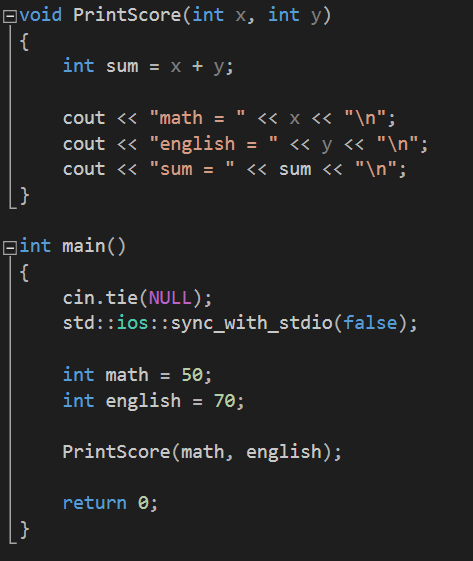 void PrintScore(int x, int y)
{
    int sum = x + y;

    cout << "math = " << x << "\n";
    cout << "english = " << y << "\n";
    cout << "sum = " << sum << "\n";
}

int main()
{
    cin.tie(NULL);
    std::ios::sync_with_stdio(false);

    int math = 50;
    int english = 70;

    PrintScore(math, english);

    return 0;
}